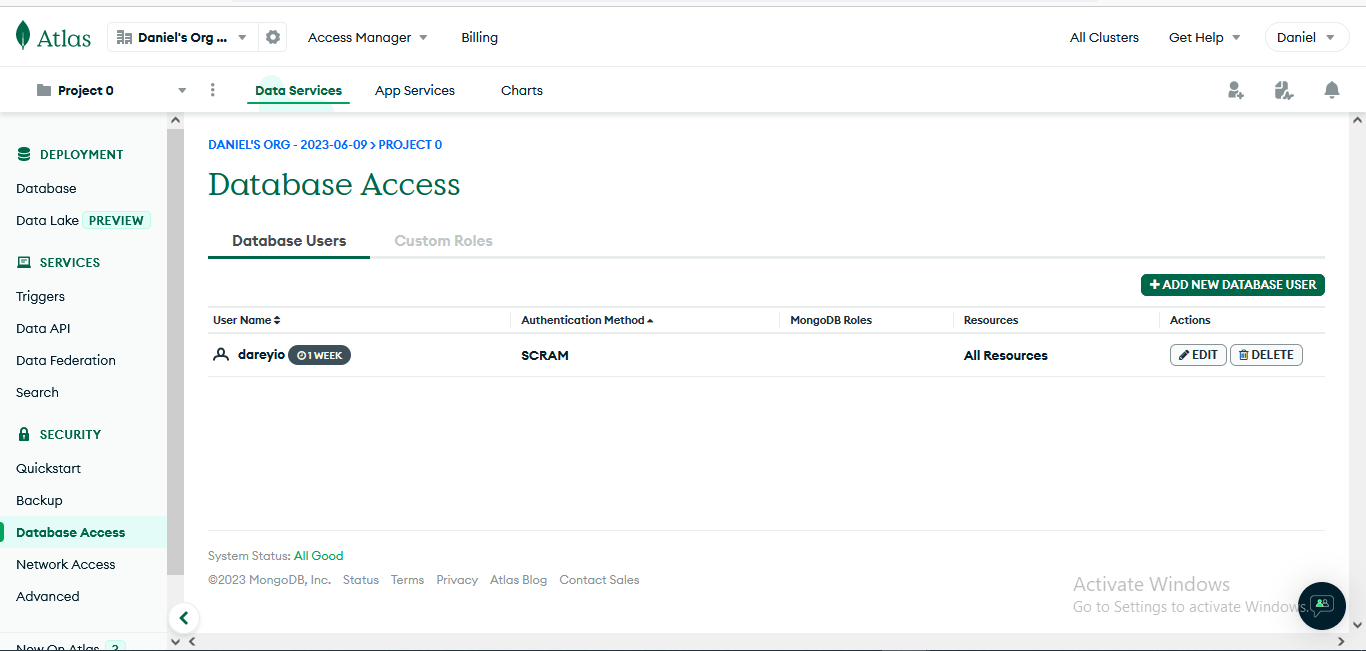 Atlas
Daniel's Org ...
Access Manager
Billing
All Clusters
Get Help
Daniel
Project 0
Data Services
App Services
Charts
DEPLOYMENT
Database
Data Lake PREVIEW
SERVICES
Triggers
Data API
Data Federation
Search
SECURITY
Quickstart
Backup
Database Access
Network Access
Advanced
New On Atlas 2
DANIEL'S ORG - 2023-06-09 > PROJECT 0
Database Access
Database Users
Custom Roles
+ ADD NEW DATABASE USER
User Name
Authentication Method
MongoDB Roles
Resources
Actions
dareyio 1 WEEK
SCRAM
All Resources
EDIT
DELETE
System Status: All Good
©2023 MongoDB, Inc. Status Terms Privacy Atlas Blog Contact Sales
Activate Windows
Go to Settings to activate Windows.